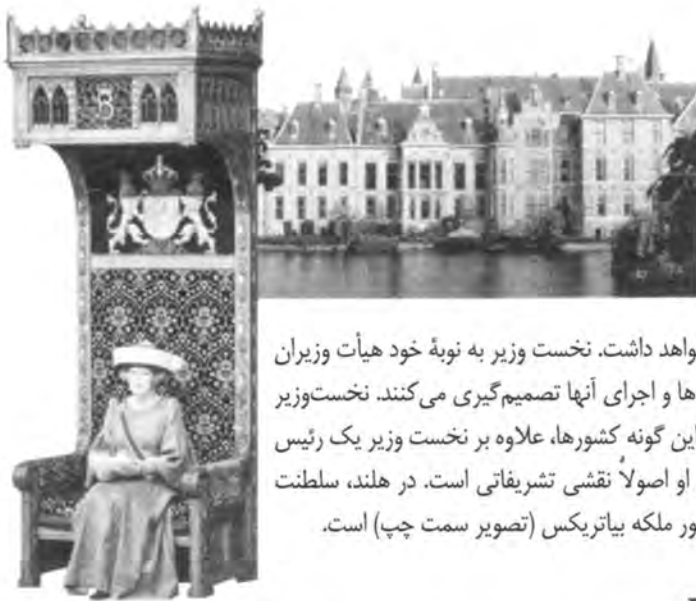 B
واهد داشت. نخست وزیر به نوبهٔ خود هیأت وزیران
ها و اجرای آنها تصمیم‌گیری می‌کنند. نخست‌وزیر
این گونه کشورها، علاوه بر نخست وزیر یک رئیس
او اصولاً نقشی تشریفاتی است. در هلند، سلطنت
ور ملکه بیاتریکس (تصویر سمت چپ) است.